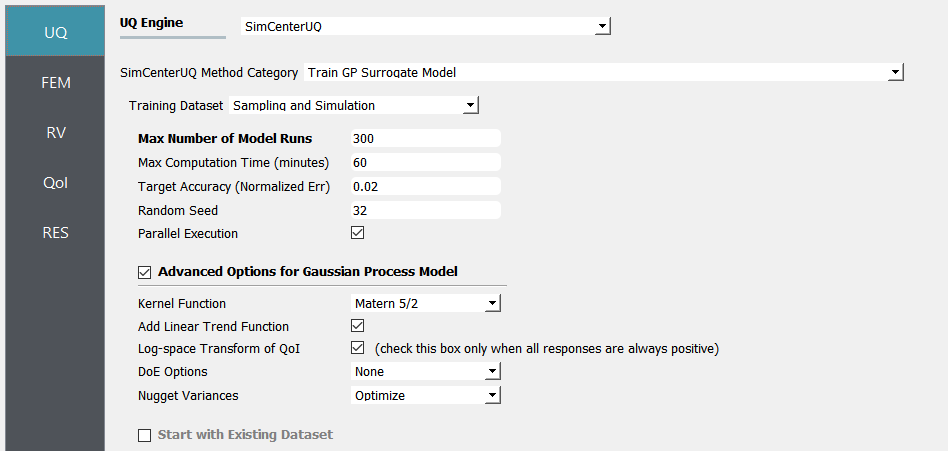 UQ
FEM
RV
QoI
RES
UQ Engine SimCenterUQ
SimCenterUQ Method Category Train GP Surrogate Model
Training Dataset Sampling and Simulation
Max Number of Model Runs 300
Max Computation Time (minutes) 60
Target Accuracy (Normalized Err) 0.02
Random Seed 32
Parallel Execution
Advanced Options for Gaussian Process Model
Kernel Function Matern 5/2
Add Linear Trend Function
Log-space Transform of QoI (check this box only when all responses are always positive)
DoE Options None
Nugget Variances Optimize
Start with Existing Dataset